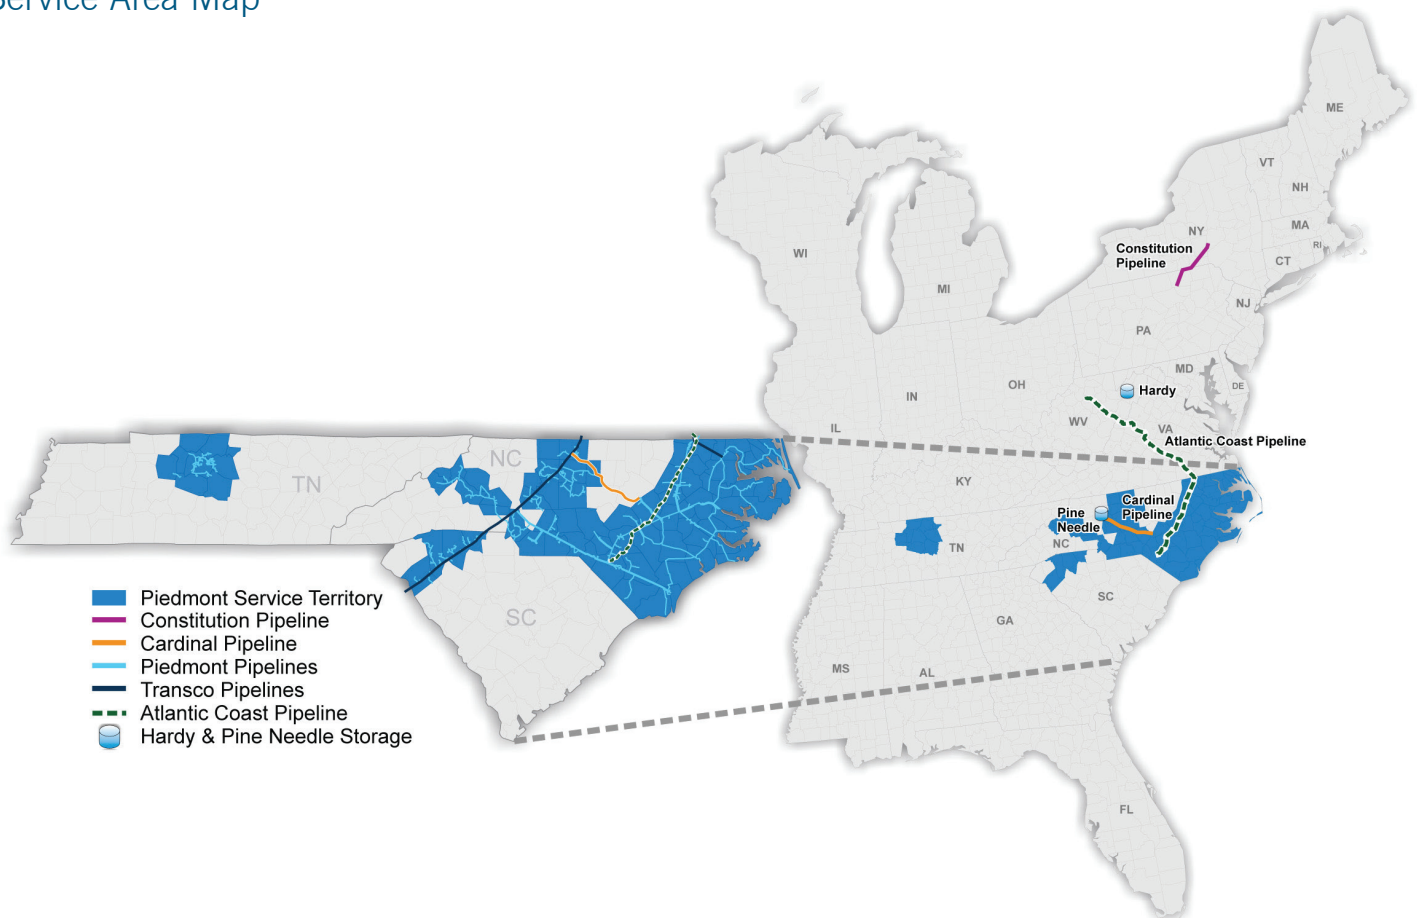 Service Area Map
ME
VT
NH
NY
MA
RI
CT
Constitution
Pipeline
WI
MI
NJ
PA
MD
DE
OH
IN
Hardy
IL
WV
VA
Atlantic Coast Pipeline
KY
Cardinal
Pipeline
Pine
Needle
NC
TN
SC
GA
MS
AL
FL
NC
TN
SC
Piedmont Service Territory
Constitution Pipeline
Cardinal Pipeline
Piedmont Pipelines
Transco Pipelines
Atlantic Coast Pipeline
Hardy & Pine Needle Storage